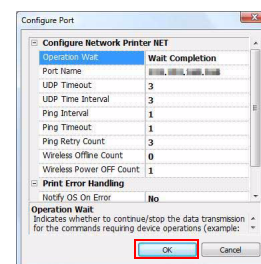 Configure Port
Configure Network Printer NET
Operation Wait Wait Completion
Port Name
UDP Timeout 3
UDP Time Interval 3
Ping Interval 1
Ping Timeout 1
Ping Retry Count 3
Wireless Offline Count 0
Wireless Power OFF Count 1
Print Error Handling
Notify OS On Error No
Operation Wait
Indicates whether to continue/stop the data transmission
for the commands requiring device operations (example:
OK Cancel